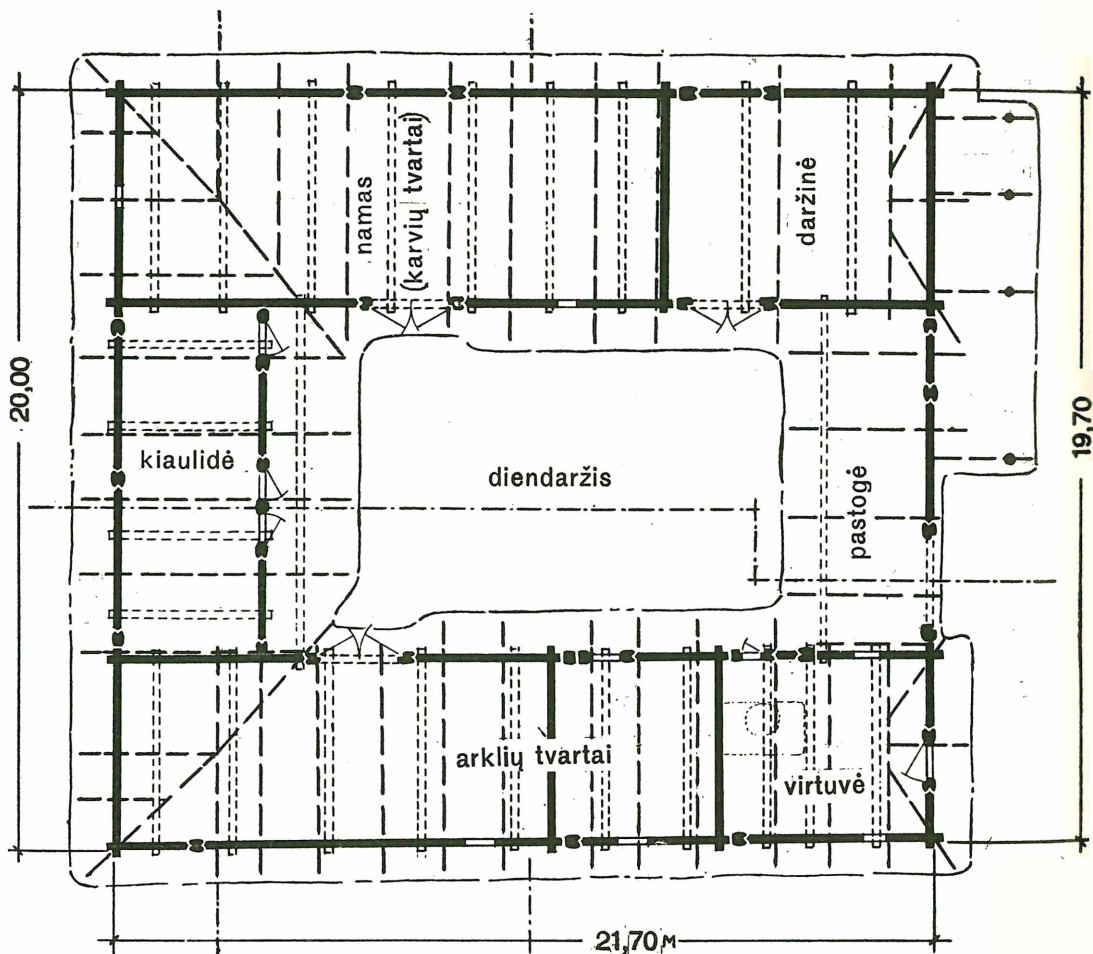 namas
(karvių tvartai)
daržinė
20,00
19,70
kiaulidė
diendaržis
pastogė
arklių tvartai
virtuvė
21,70 M